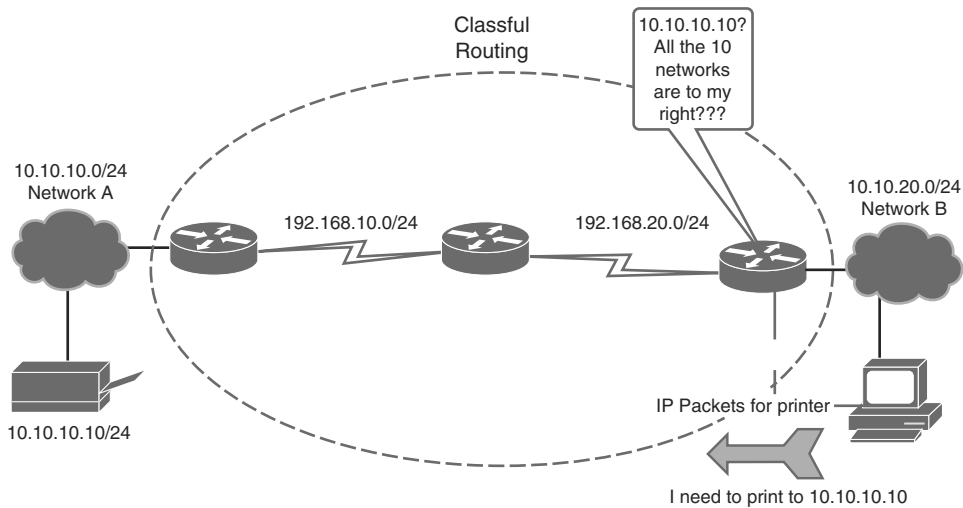 Classful
Routing
10.10.10.10?
All the 10
networks
are to my
right???
10.10.10.0/24
Network A
192.168.10.0/24
192.168.20.0/24
10.10.20.0/24
Network B
10.10.10.10/24
IP Packets for printer
I need to print to 10.10.10.10